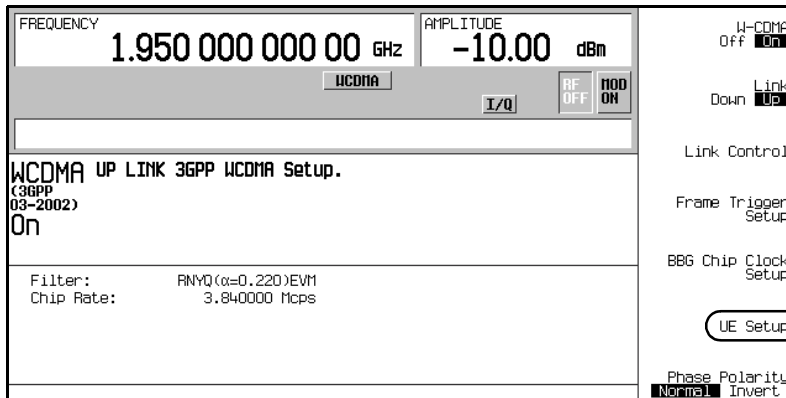 FREQUENCY
1.950 000 000 00 GHz
AMPLITUDE
-10.00 dBm
WCDMA
I/Q
RF
OFF
MOD
ON
WCDMA UP LINK 3GPP WCDMA Setup.
(3GPP
03-2002)
On
Filter: RNYQ(α=0.220)EVM
Chip Rate: 3.840000 Mcps
W-CDMA
Off On
Link
Down Up
Link Control
Frame Trigger
Setup
BBG Chip Clock
Setup
UE Setup
Phase Polarity
Normal Invert